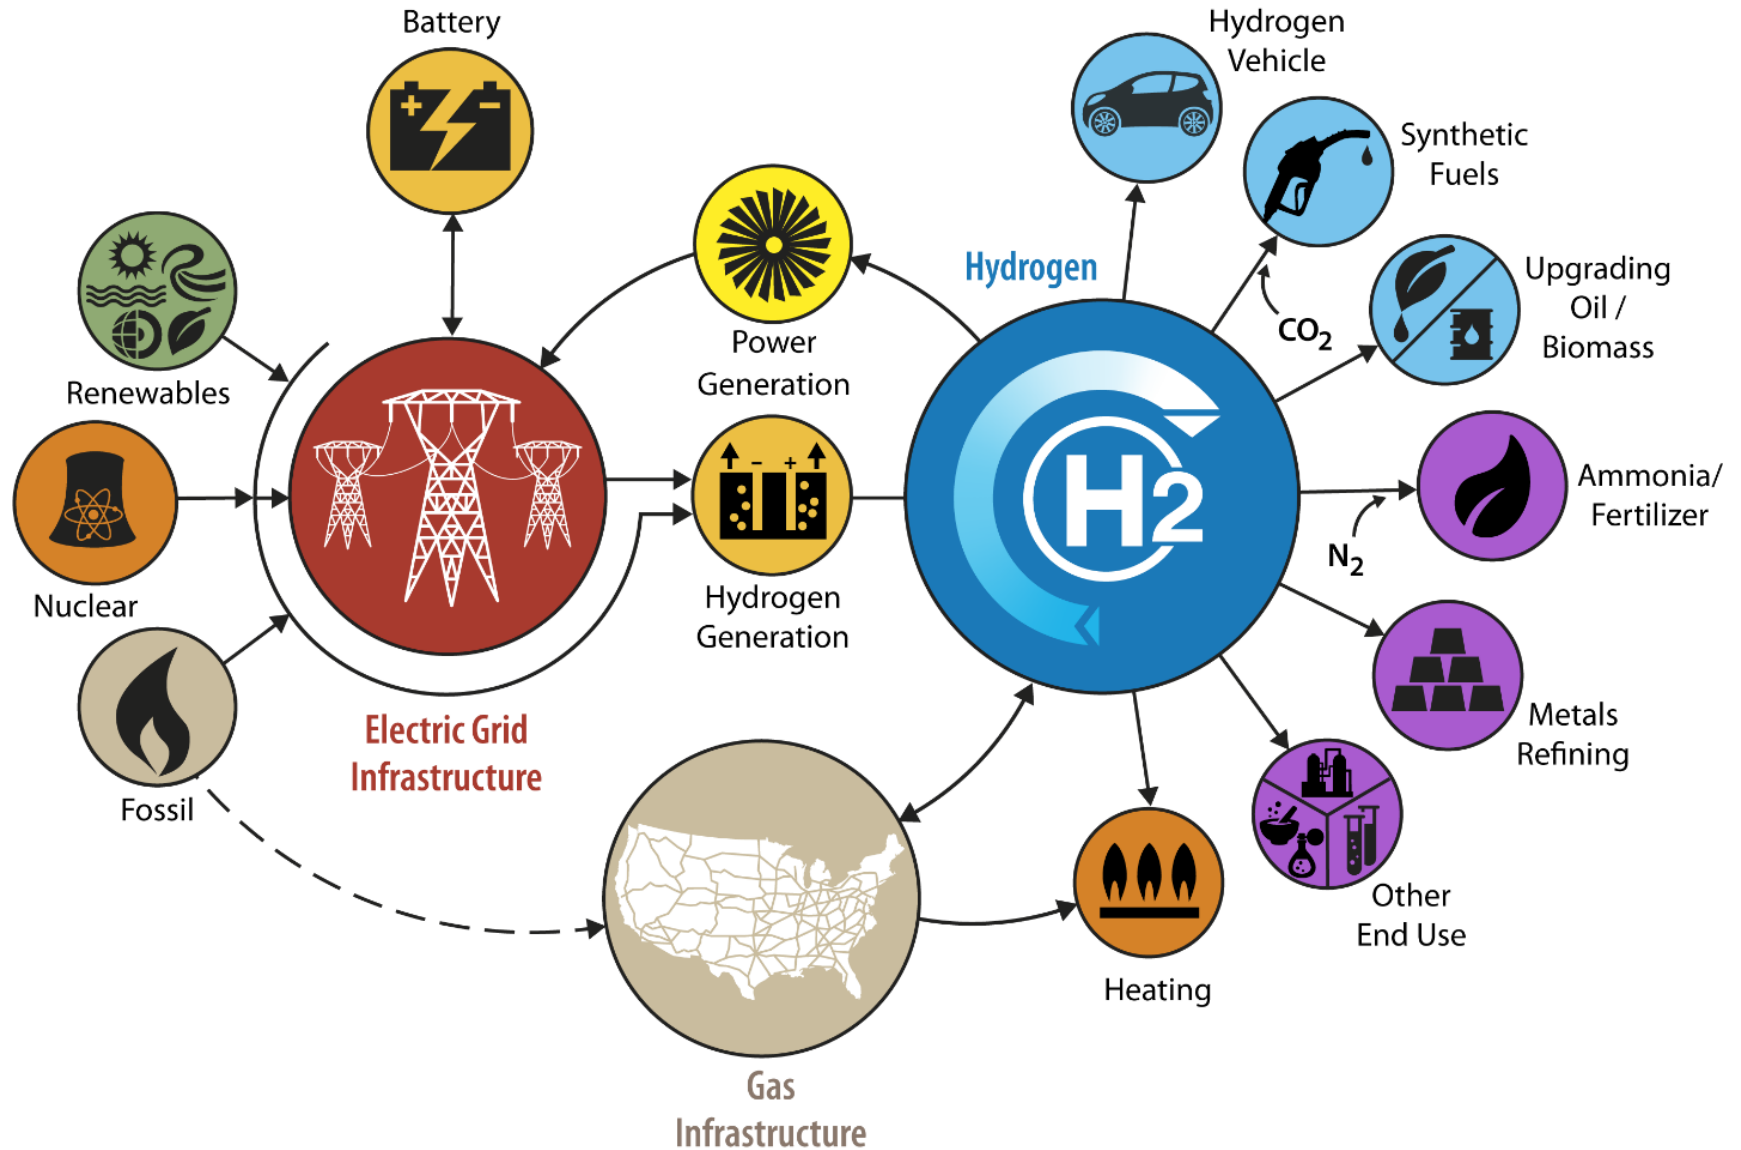 Battery
Hydrogen
Vehicle
Synthetic
Fuels
Hydrogen
Upgrading
Oil /
Biomass
CO2
Power
Generation
Renewables
+
-
- +
H2
Ammonia/
Fertilizer
N2
Nuclear
Hydrogen
Generation
Metals
Refining
Electric Grid
Infrastructure
Fossil
Other
End Use
Heating
Gas
Infrastructure